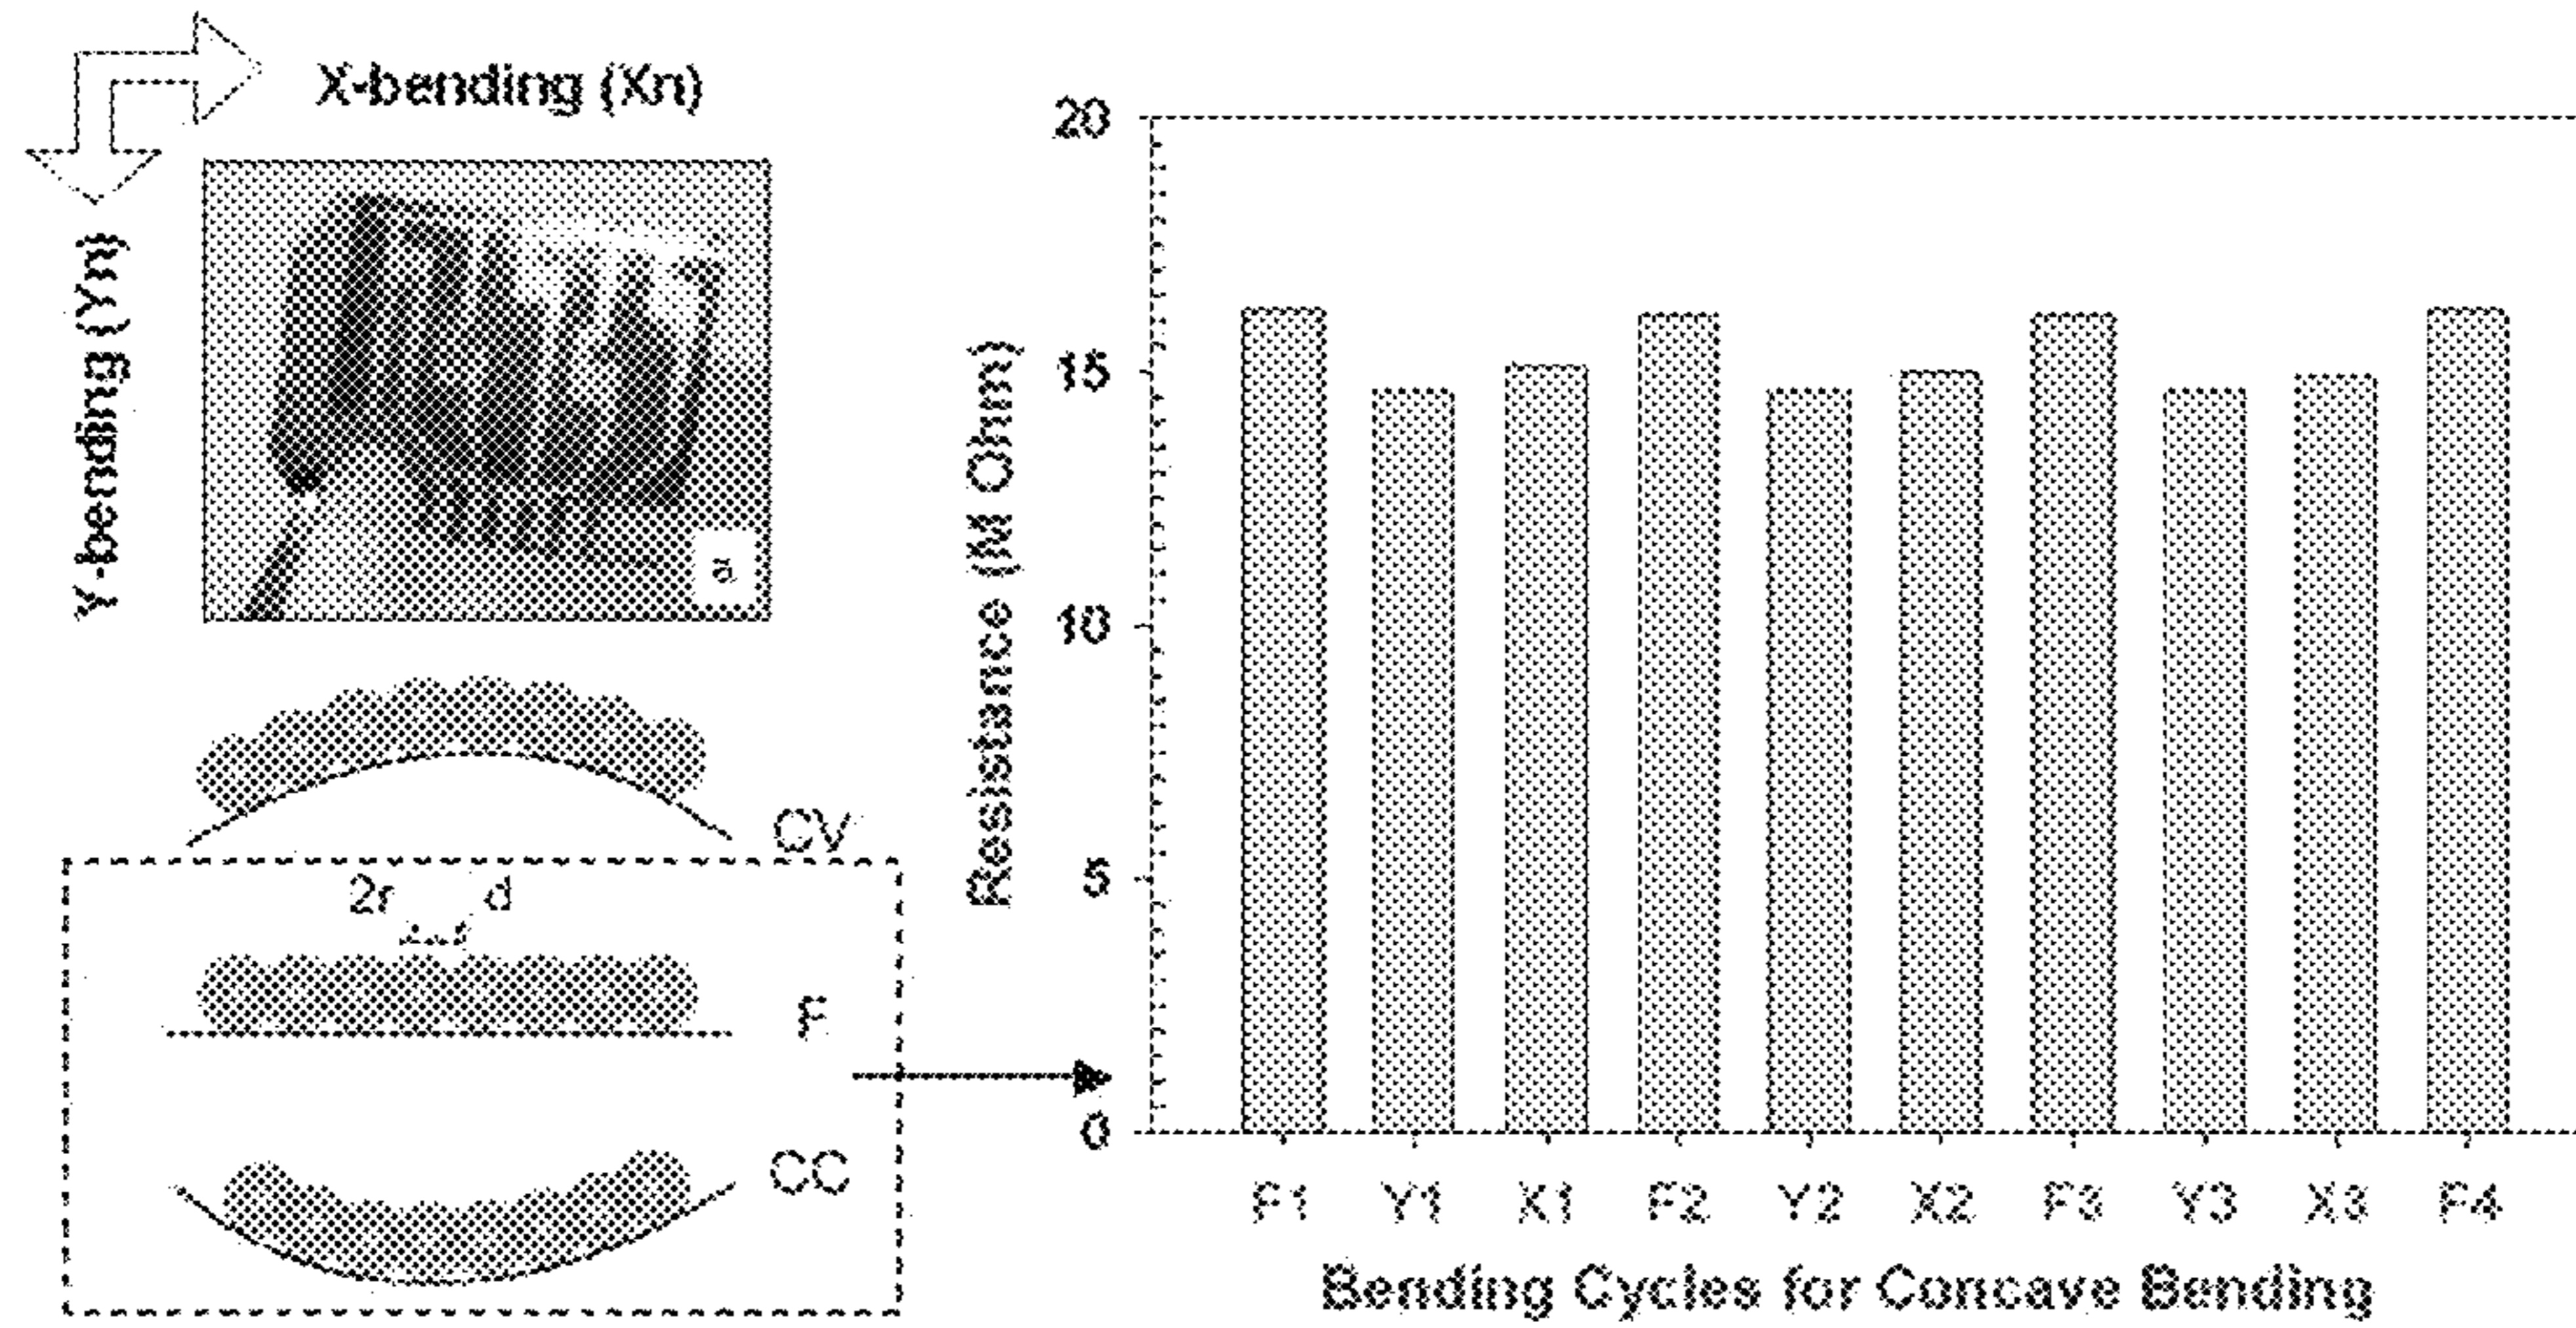 X-bending (Xn)
Y-bending (Yn)
a
CV
2r d
F
CC
Resistance (M Ohm)
20
15
10
5
0
F1 Y1 X1 F2 Y2 X2 F3 Y3 X3 F4
Bending Cycles for Concave Bending